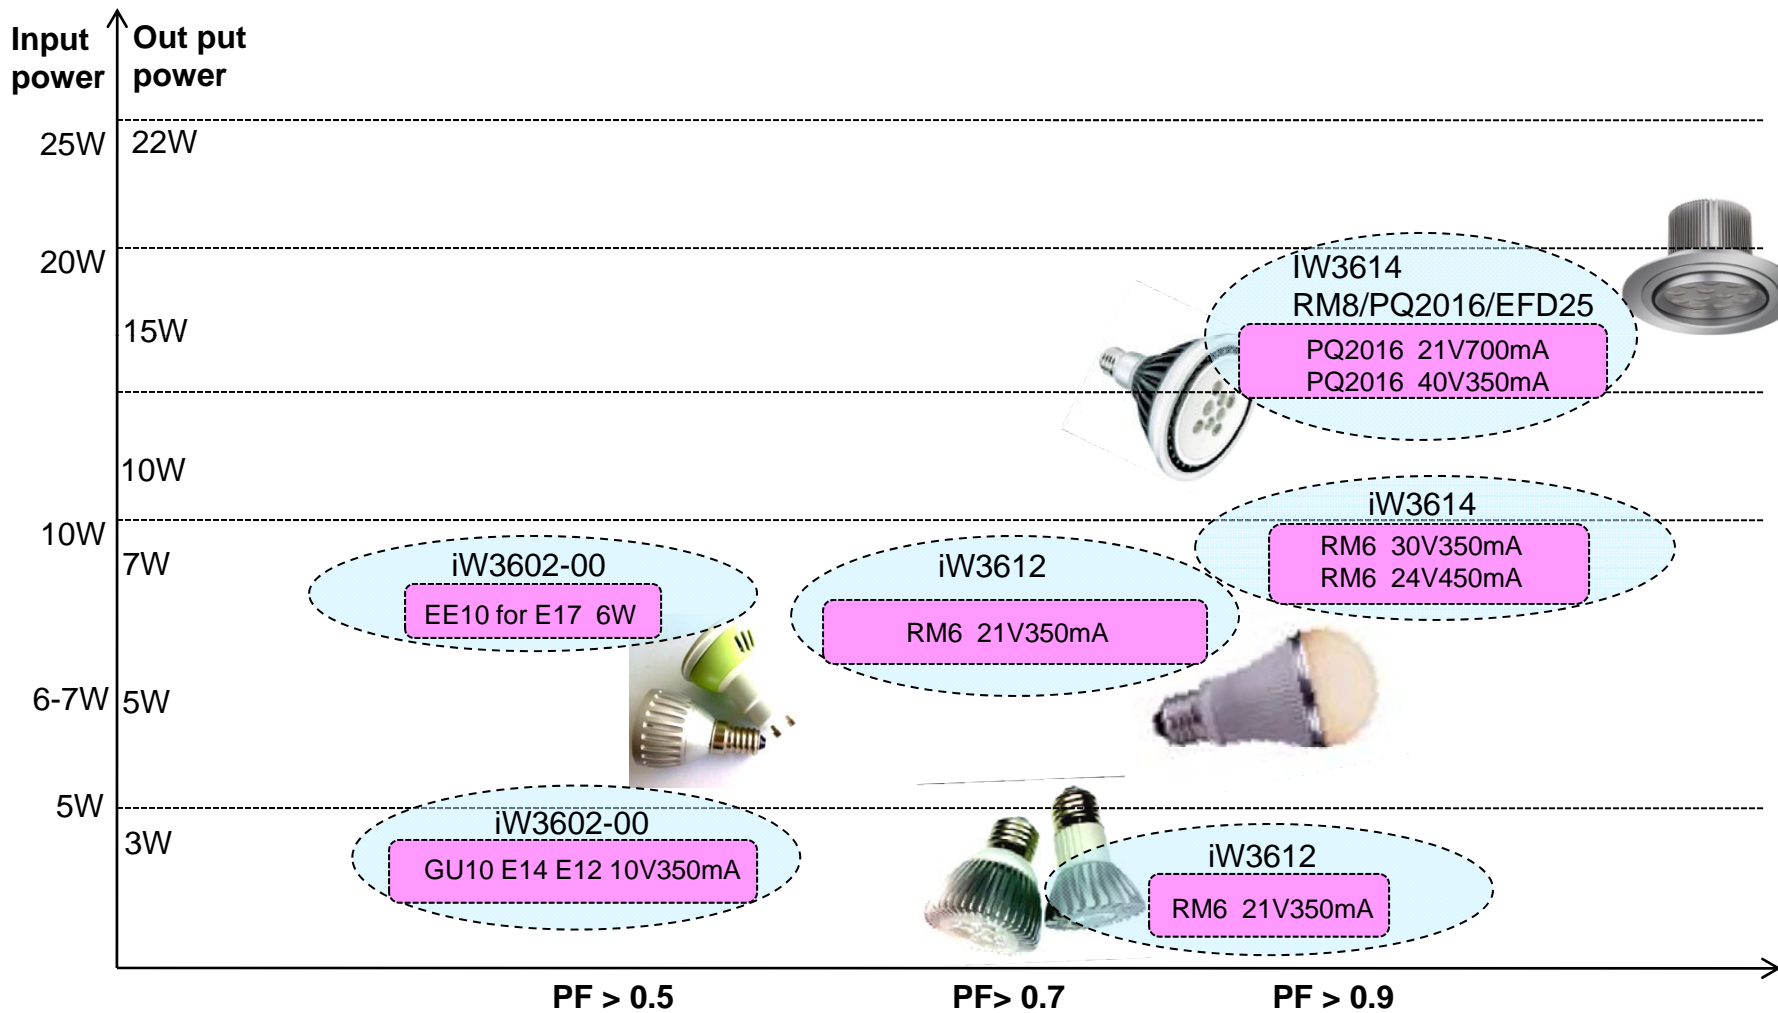 Input
power
Out put
power
25W
22W
20W
IW3614
RM8/PQ2016/EFD25
15W
PQ2016 21V700mA
PQ2016 40V350mA
10W
iW3614
10W
RM6 30V350mA
RM6 24V450mA
7W
iW3602-00
EE10 for E17 6W
iW3612
RM6 21V350mA
6-7W
5W
5W
3W
iW3602-00
GU10 E14 E12 10V350mA
iW3612
RM6 21V350mA
PF > 0.5
PF> 0.7
PF > 0.9